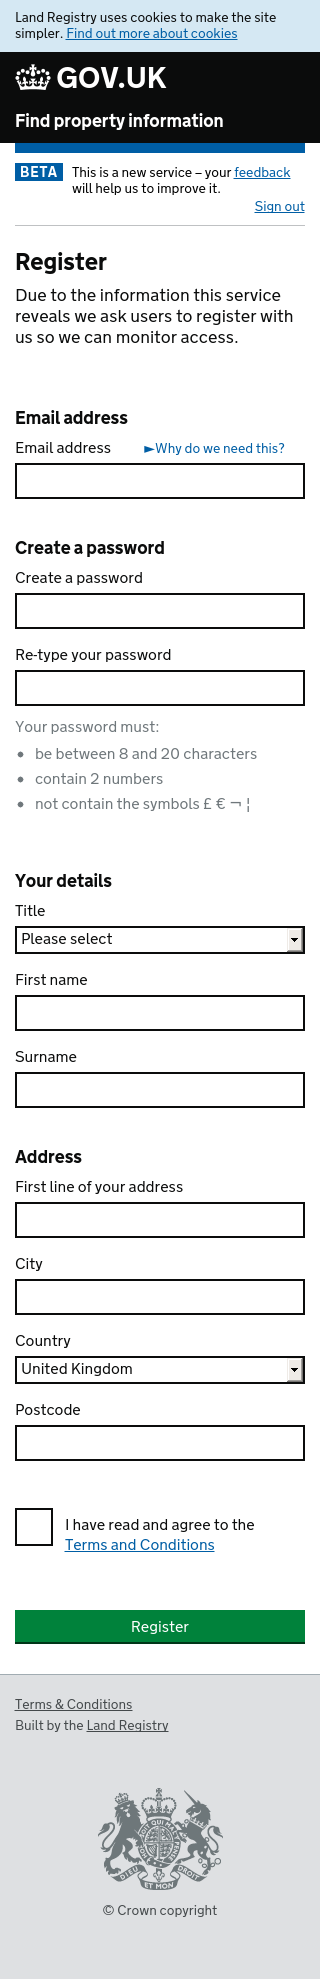 Land Registry uses cookies to make the site
simpler. Find out more about cookies
GOV.UK
Find property information
BETA This is a new service – your feedback
will help us to improve it.
Sign out
Register
Due to the information this service
reveals we ask users to register with
us so we can monitor access.
Email address
Email address ►Why do we need this?
Create a password
Create a password
Re-type your password
Your password must:
• be between 8 and 20 characters
• contain 2 numbers
• not contain the symbols £ € ¬ ¦
Your details
Title
Please select
First name
Surname
Address
First line of your address
City
Country
United Kingdom
Postcode
I have read and agree to the
Terms and Conditions
Register
Terms & Conditions
Built by the Land Registry
DIEU ET MON DROIT
© Crown copyright